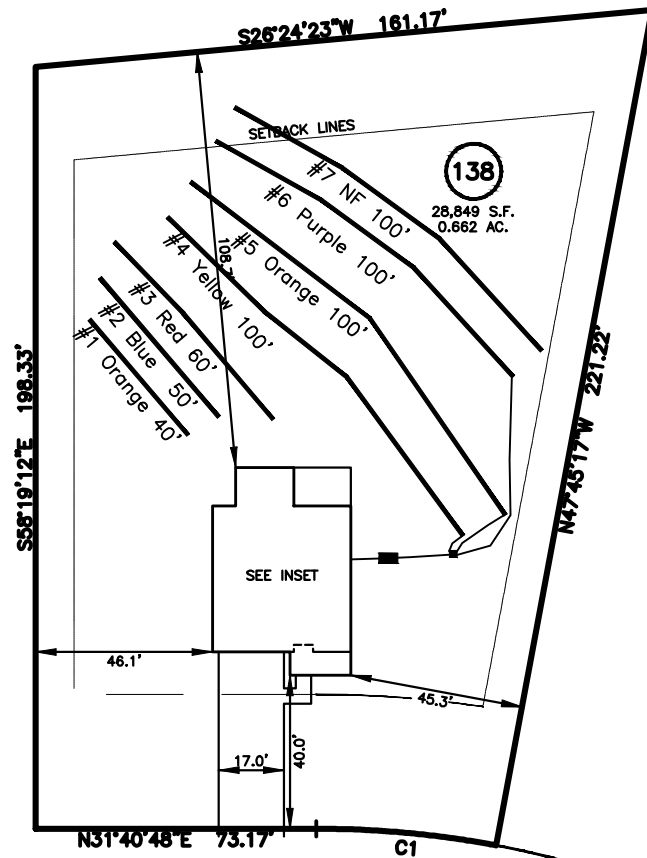 S26°24'23"W 161.17'
SETBACK LINES
138
28,849 S.F.
0.662 AC.
#7 NF 100'
#6 Purple 100'
#5 Orange 100'
#4 Yellow 100'
#3 Red 60'
#2 Blue 50'
#1 Orange 40'
108.7'
S58°19'12"E 198.33'
N47°45'17"W 221.22'
SEE INSET
46.1'
45.3'
17.0'
40.0'
N31°40'48"E 73.17'
C1